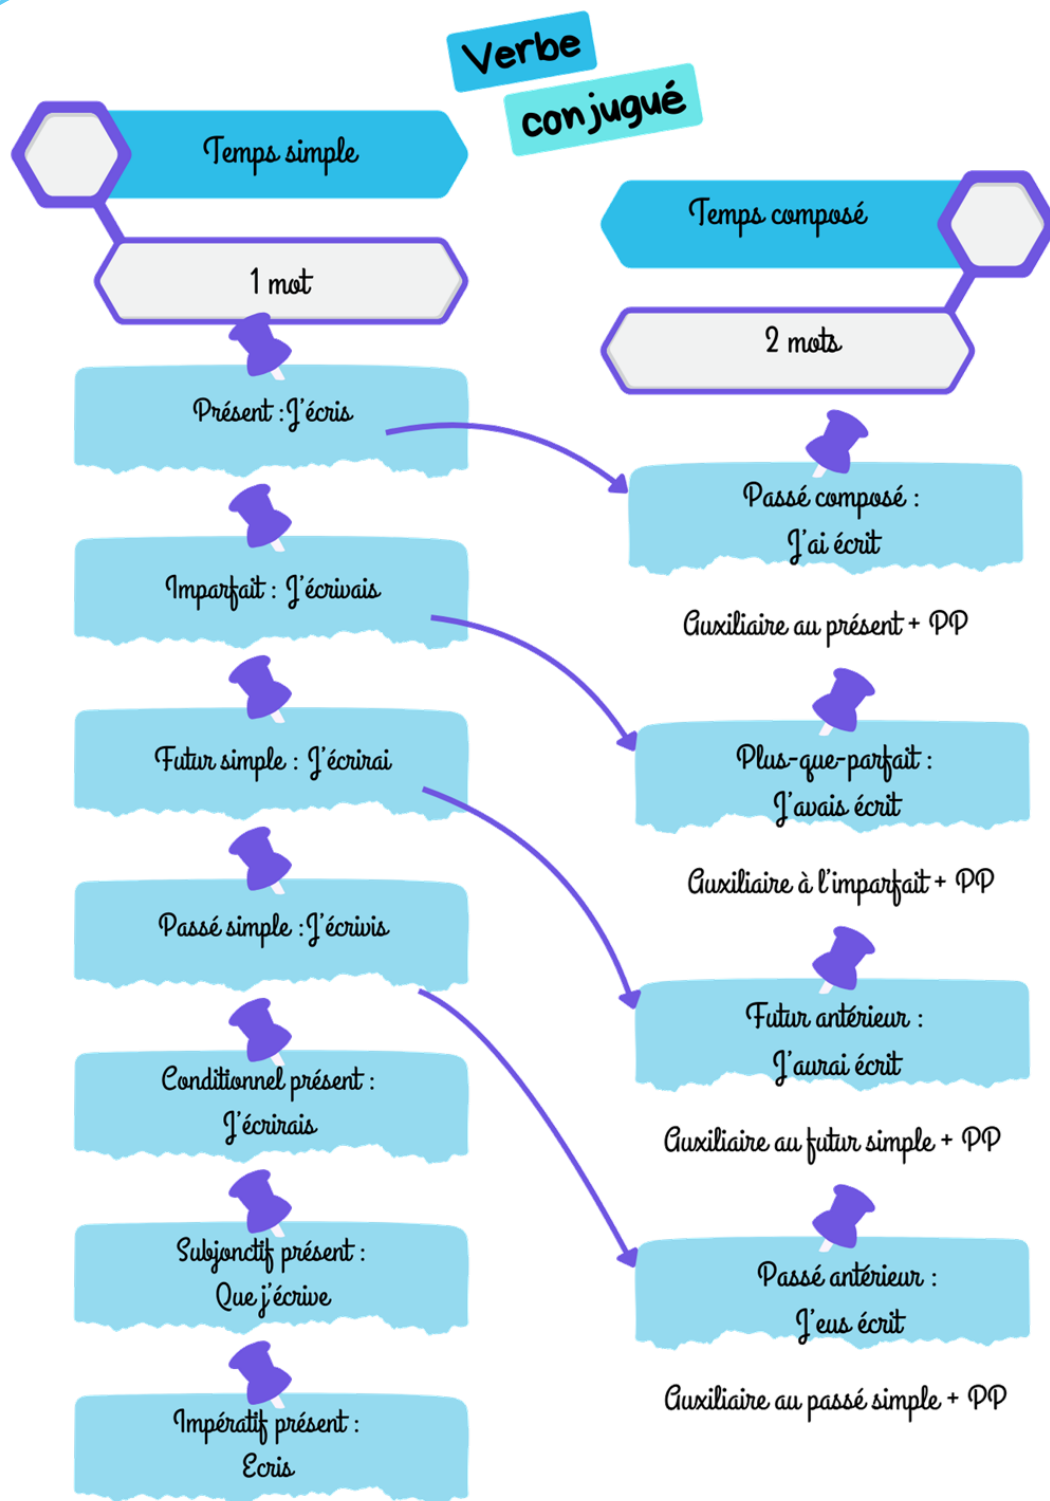 Verbe
conjugué
Temps simple
1 mot
Présent :J'écris
Imparfait : J'écrivais
Futur simple : J'écrirai
Passé simple :J'écrivis
Conditionnel présent :
J'écrirais
Subjonctif présent :
Que j'écrive
Impératif présent :
Ecris
Temps composé
2 mots
Passé composé :
J'ai écrit
Auxiliaire au présent + PP
Plus-que-parfait :
J'avais écrit
Auxiliaire à l'imparfait + PP
Futur antérieur :
J'aurai écrit
Auxiliaire au futur simple + PP
Passé antérieur :
J'eus écrit
Auxiliaire au passé simple + PP